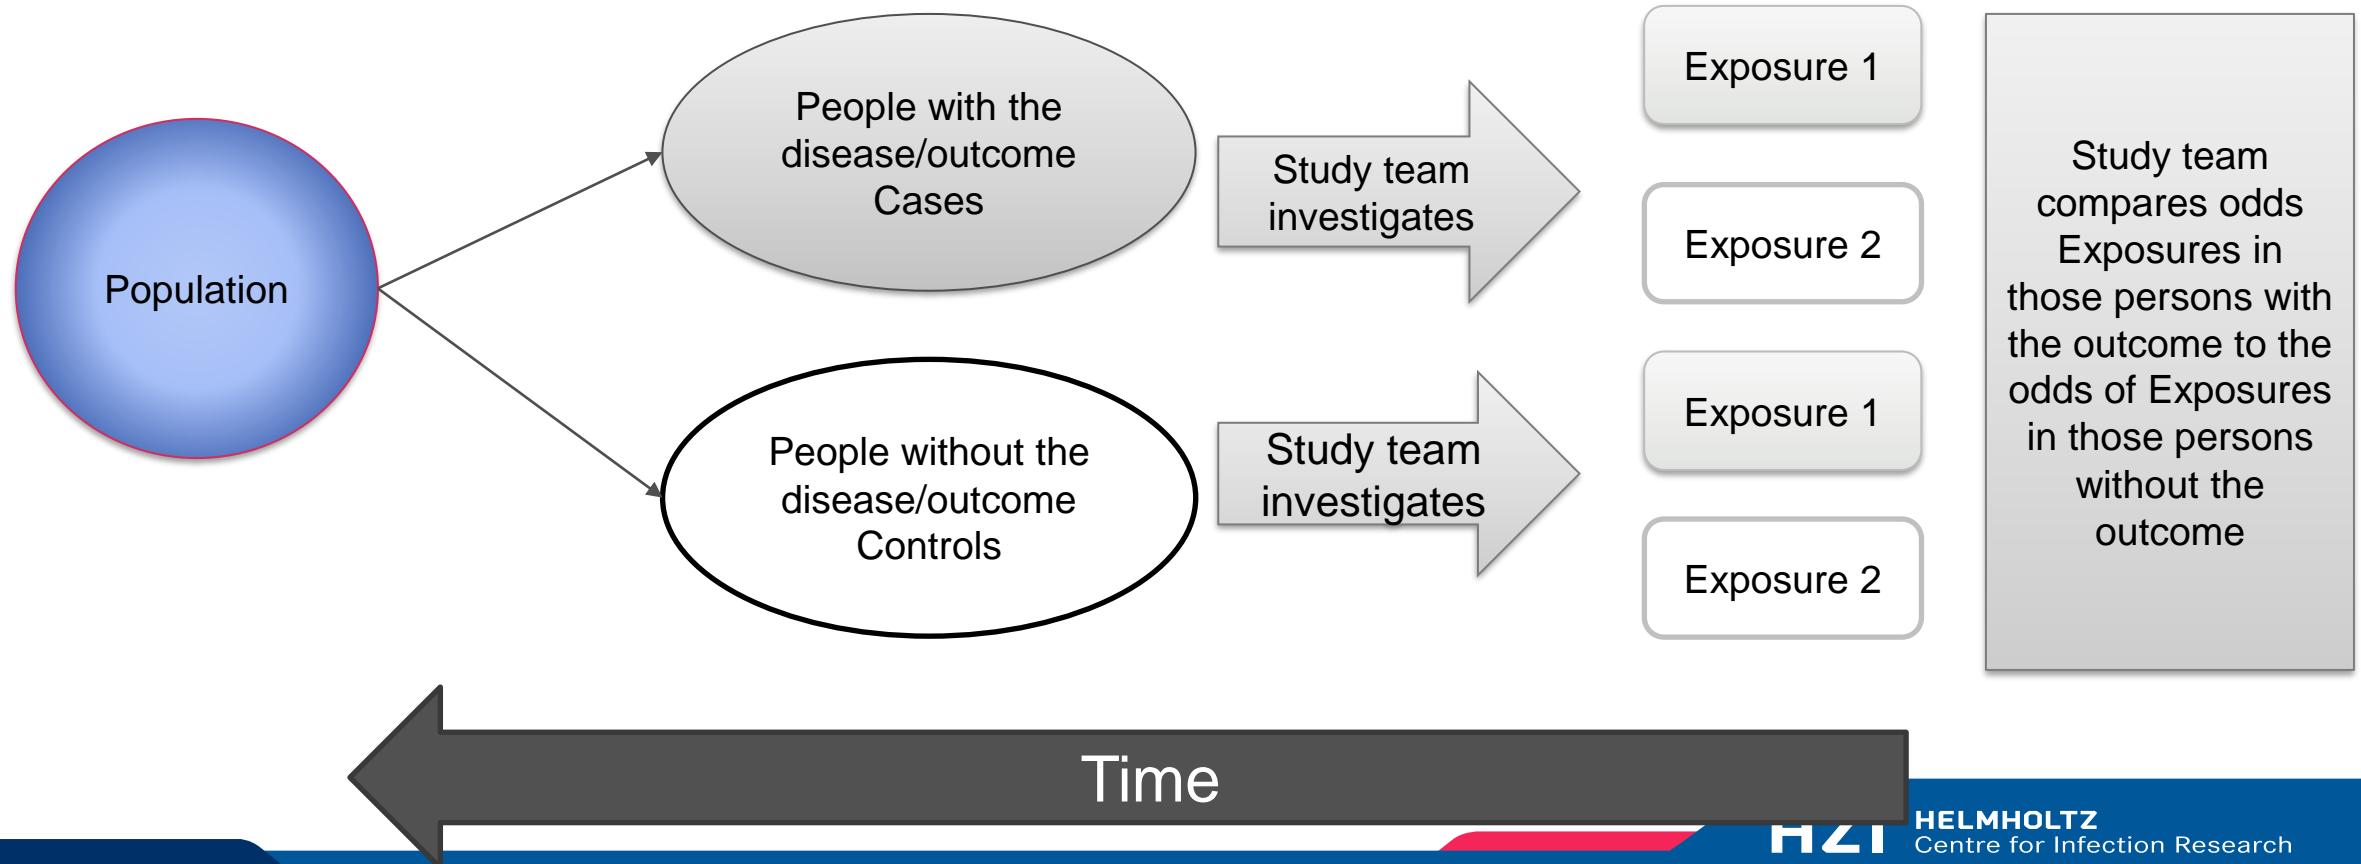 Population
People with the
disease/outcome
Cases
People without the
disease/outcome
Controls
Study team
investigates
Study team
investigates
Exposure 1
Exposure 2
Exposure 1
Exposure 2
Study team
compares odds
Exposures in
those persons with
the outcome to the
odds of Exposures
in those persons
without the
outcome
Time
HZI
HELMHOLTZ
Centre for Infection Research